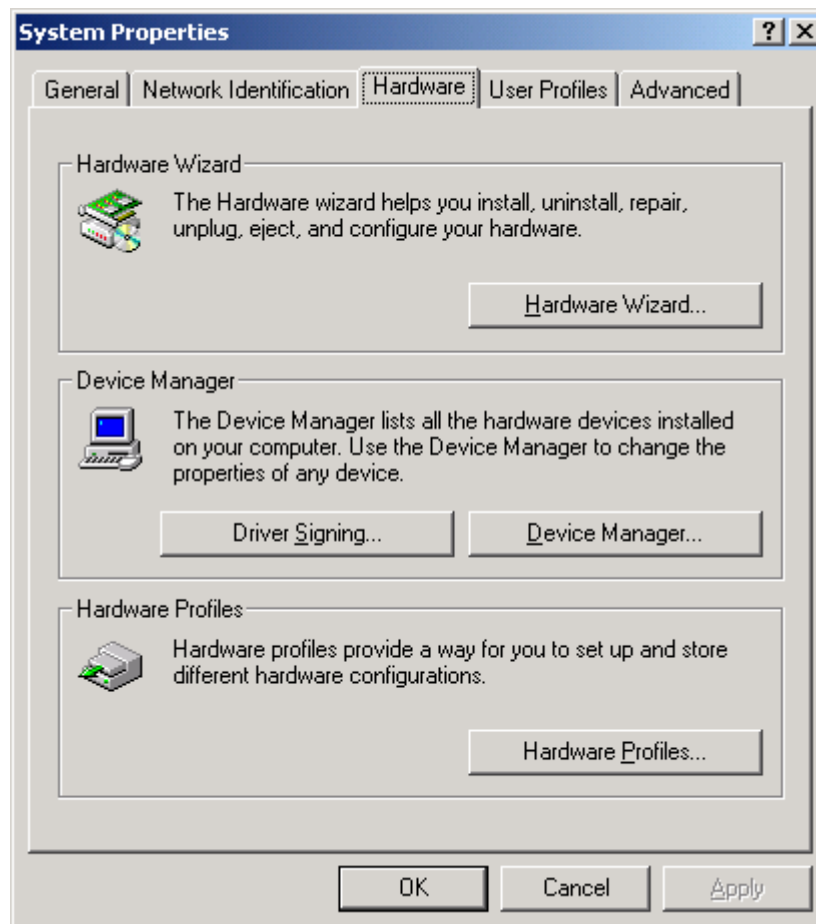 System Properties
General
Network Identification
Hardware
User Profiles
Advanced
Hardware Wizard
The Hardware wizard helps you install, uninstall, repair,
unplug, eject, and configure your hardware.
Hardware Wizard...
Device Manager
The Device Manager lists all the hardware devices installed
on your computer. Use the Device Manager to change the
properties of any device.
Driver Signing...
Device Manager...
Hardware Profiles
Hardware profiles provide a way for you to set up and store
different hardware configurations.
Hardware Profiles...
OK
Cancel
Apply